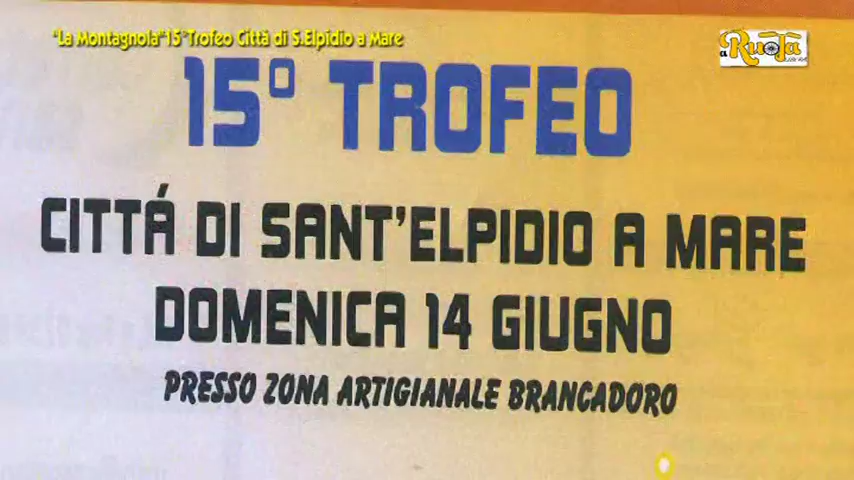 "La Montagnola" 15°Trofeo Città di S.Elpidio a Mare
a Ruota
15° TROFEO
CITTÁ DI SANT'ELPIDIO A MARE
DOMENICA 14 GIUGNO
PRESSO ZONA ARTIGIANALE BRANCADORO